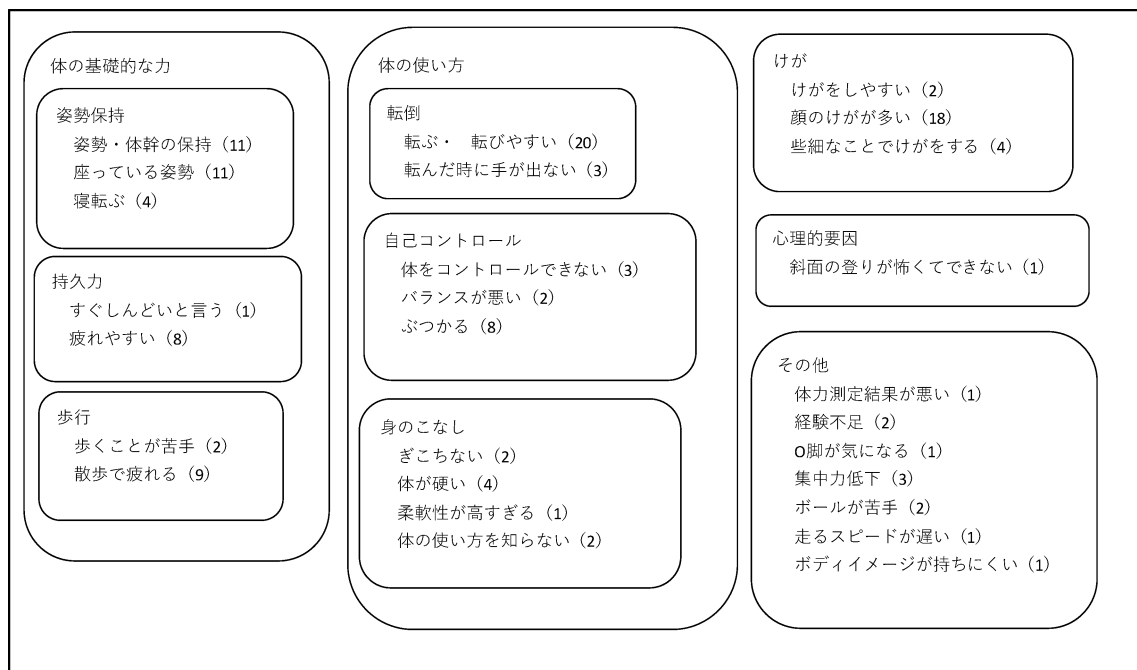 体の基礎的な力
姿勢保持
姿勢・体幹の保持（11）
座っている姿勢（11）
寝転ぶ（4）
持久力
すぐしんどいと言う（1）
疲れやすい（8）
歩行
歩くことが苦手（2）
散歩で疲れる（9）
体の使い方
転倒
転ぶ・　転びやすい（20）
転んだ時に手が出ない（3）
自己コントロール
体をコントロールできない（3）
バランスが悪い（2）
ぶつかる（8）
身のこなし
ぎこちない（2）
体が硬い（4）
柔軟性が高すぎる（1）
体の使い方を知らない（2）
けが
けがをしやすい（2）
顔のけがが多い（18）
些細なことでけがをする（4）
心理的要因
斜面の登りが怖くてできない（1）
その他
体力測定結果が悪い（1）
経験不足（2）
O脚が気になる（1）
集中力低下（3）
ボールが苦手（2）
走るスピードが遅い（1）
ボディイメージが持ちにくい（1）